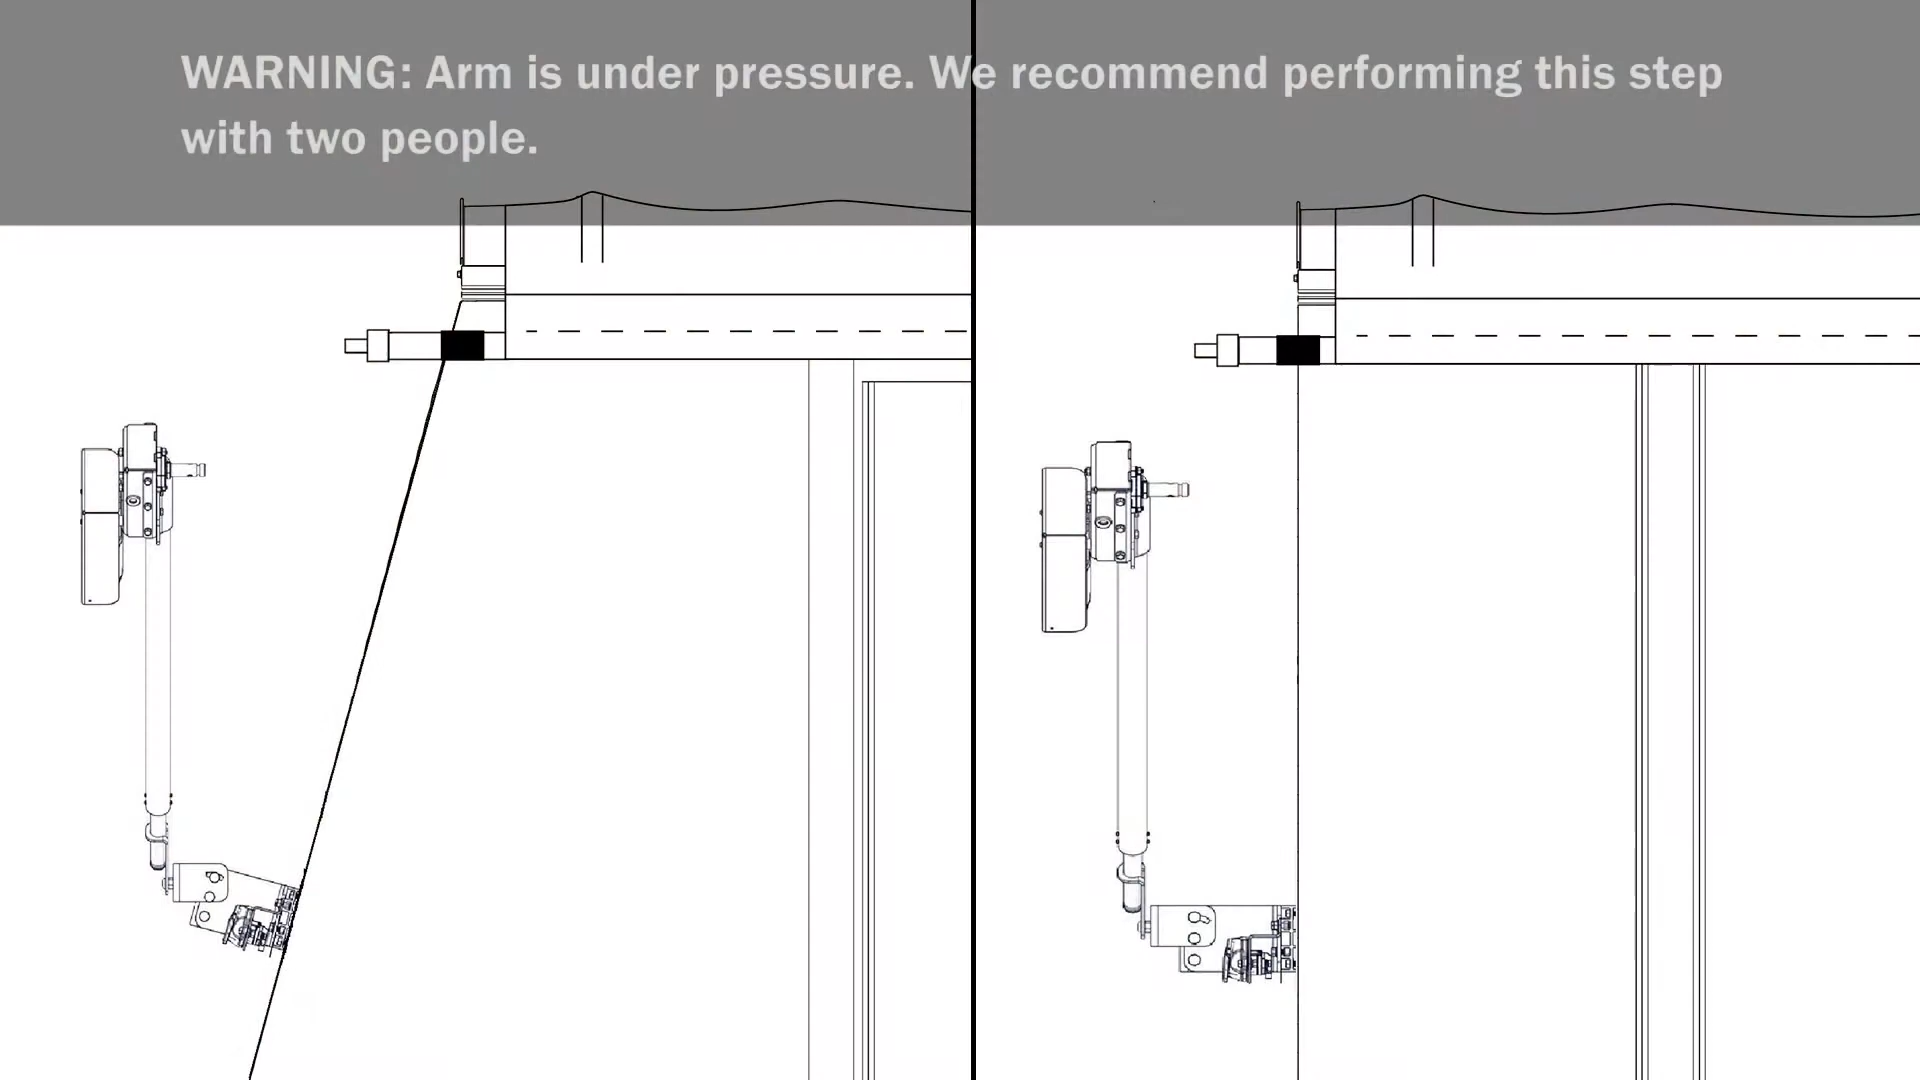 WARNING: Arm is under pressure. We recommend performing this step
with two people.